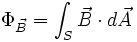 Φ_B⃗ = ∫_S B⃗ · dA⃗